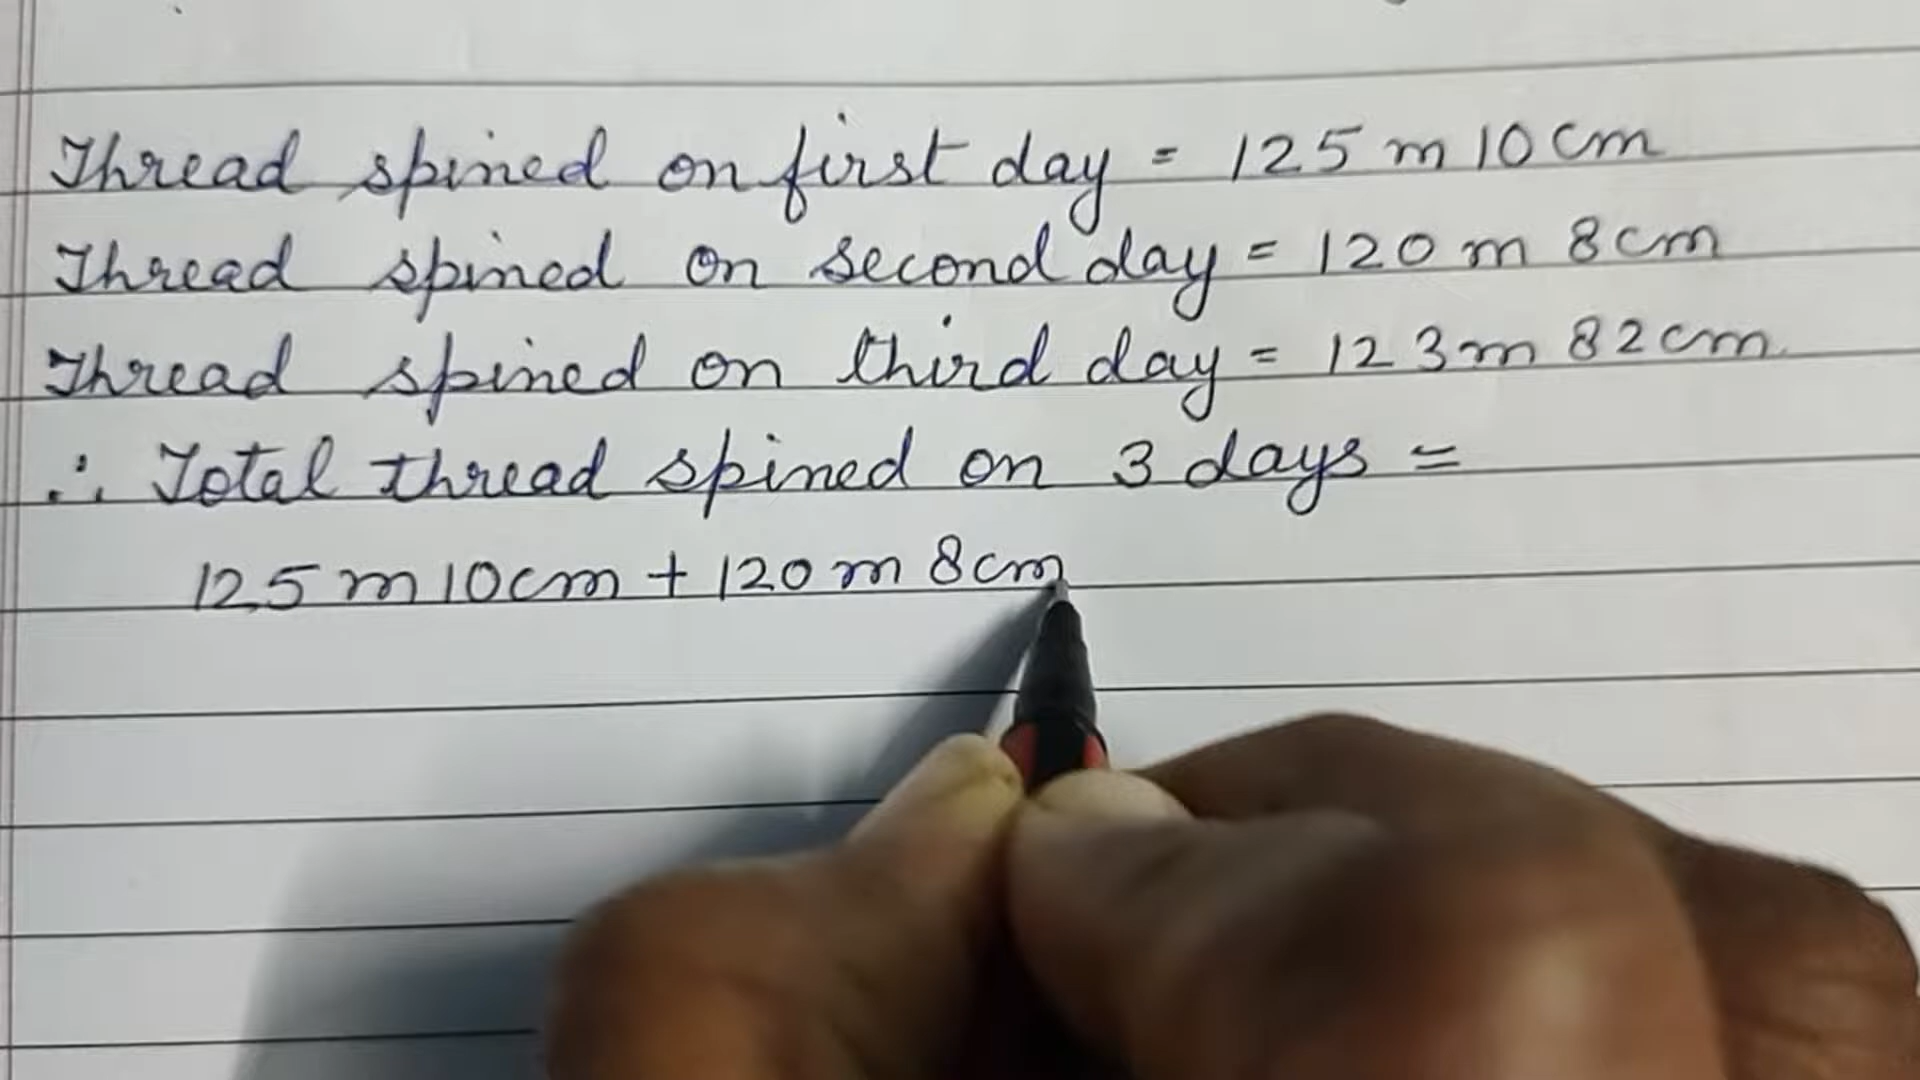 Thread spined on first day = 125 m 10 cm
Thread spined on second day = 120 m 8 cm
Thread spined on third day = 123 m 82 cm
∴ Total thread spined on 3 days =
125 m 10 cm + 120 m 8 cm